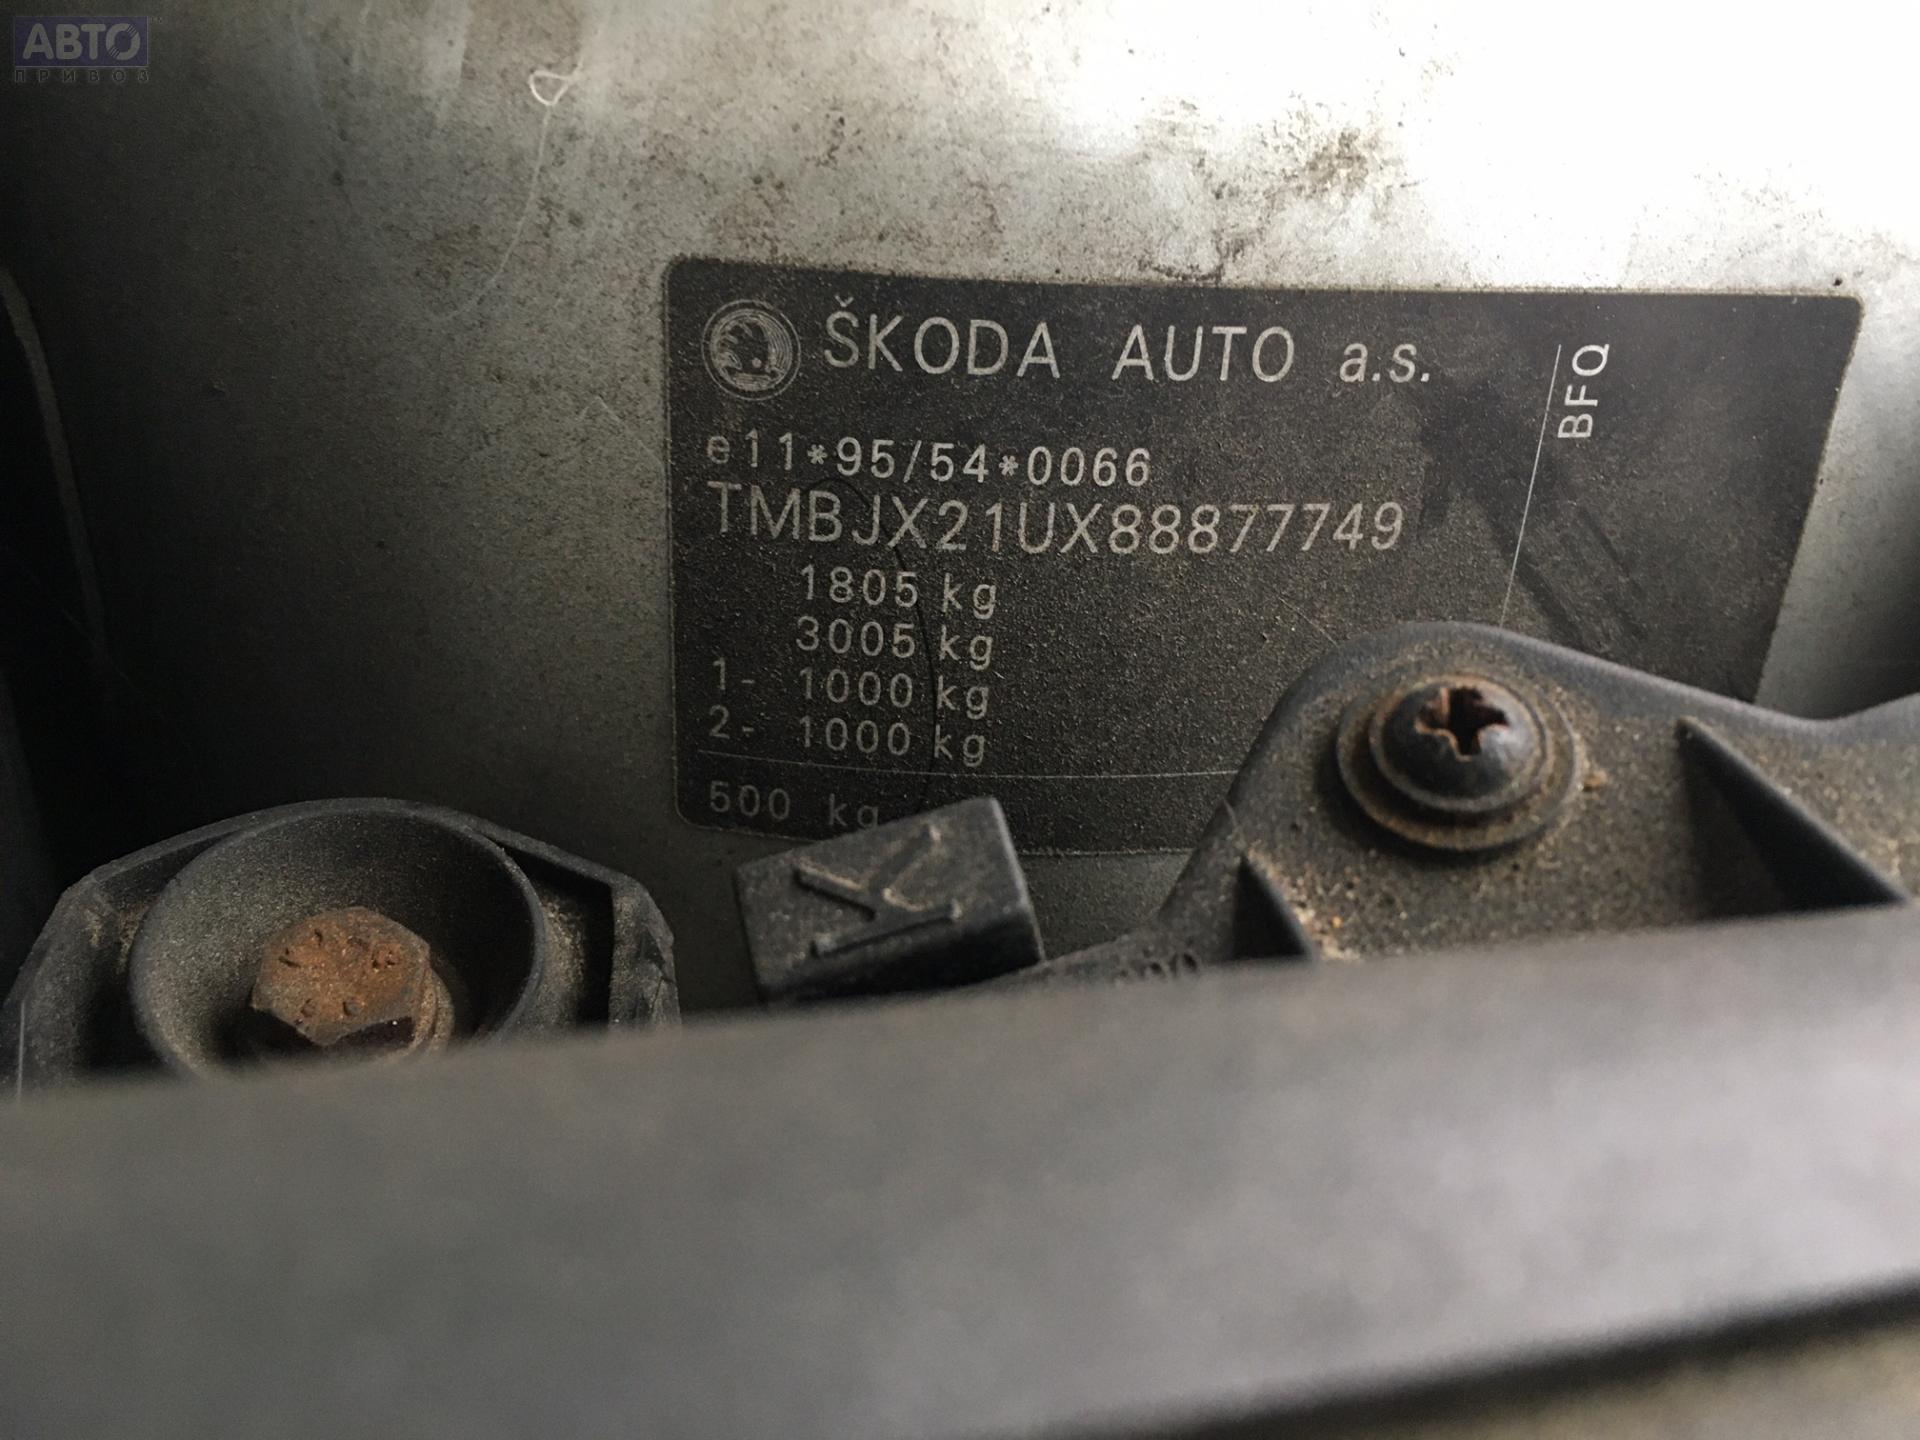 АВТО
ПРИВОЗ
ŠKODA AUTO a.s.
BFQ
e11*95/54*0066
TMBJX21UX88877749
1805 kg
3005 kg
1- 1000 kg
2- 1000 kg
500 kg
K